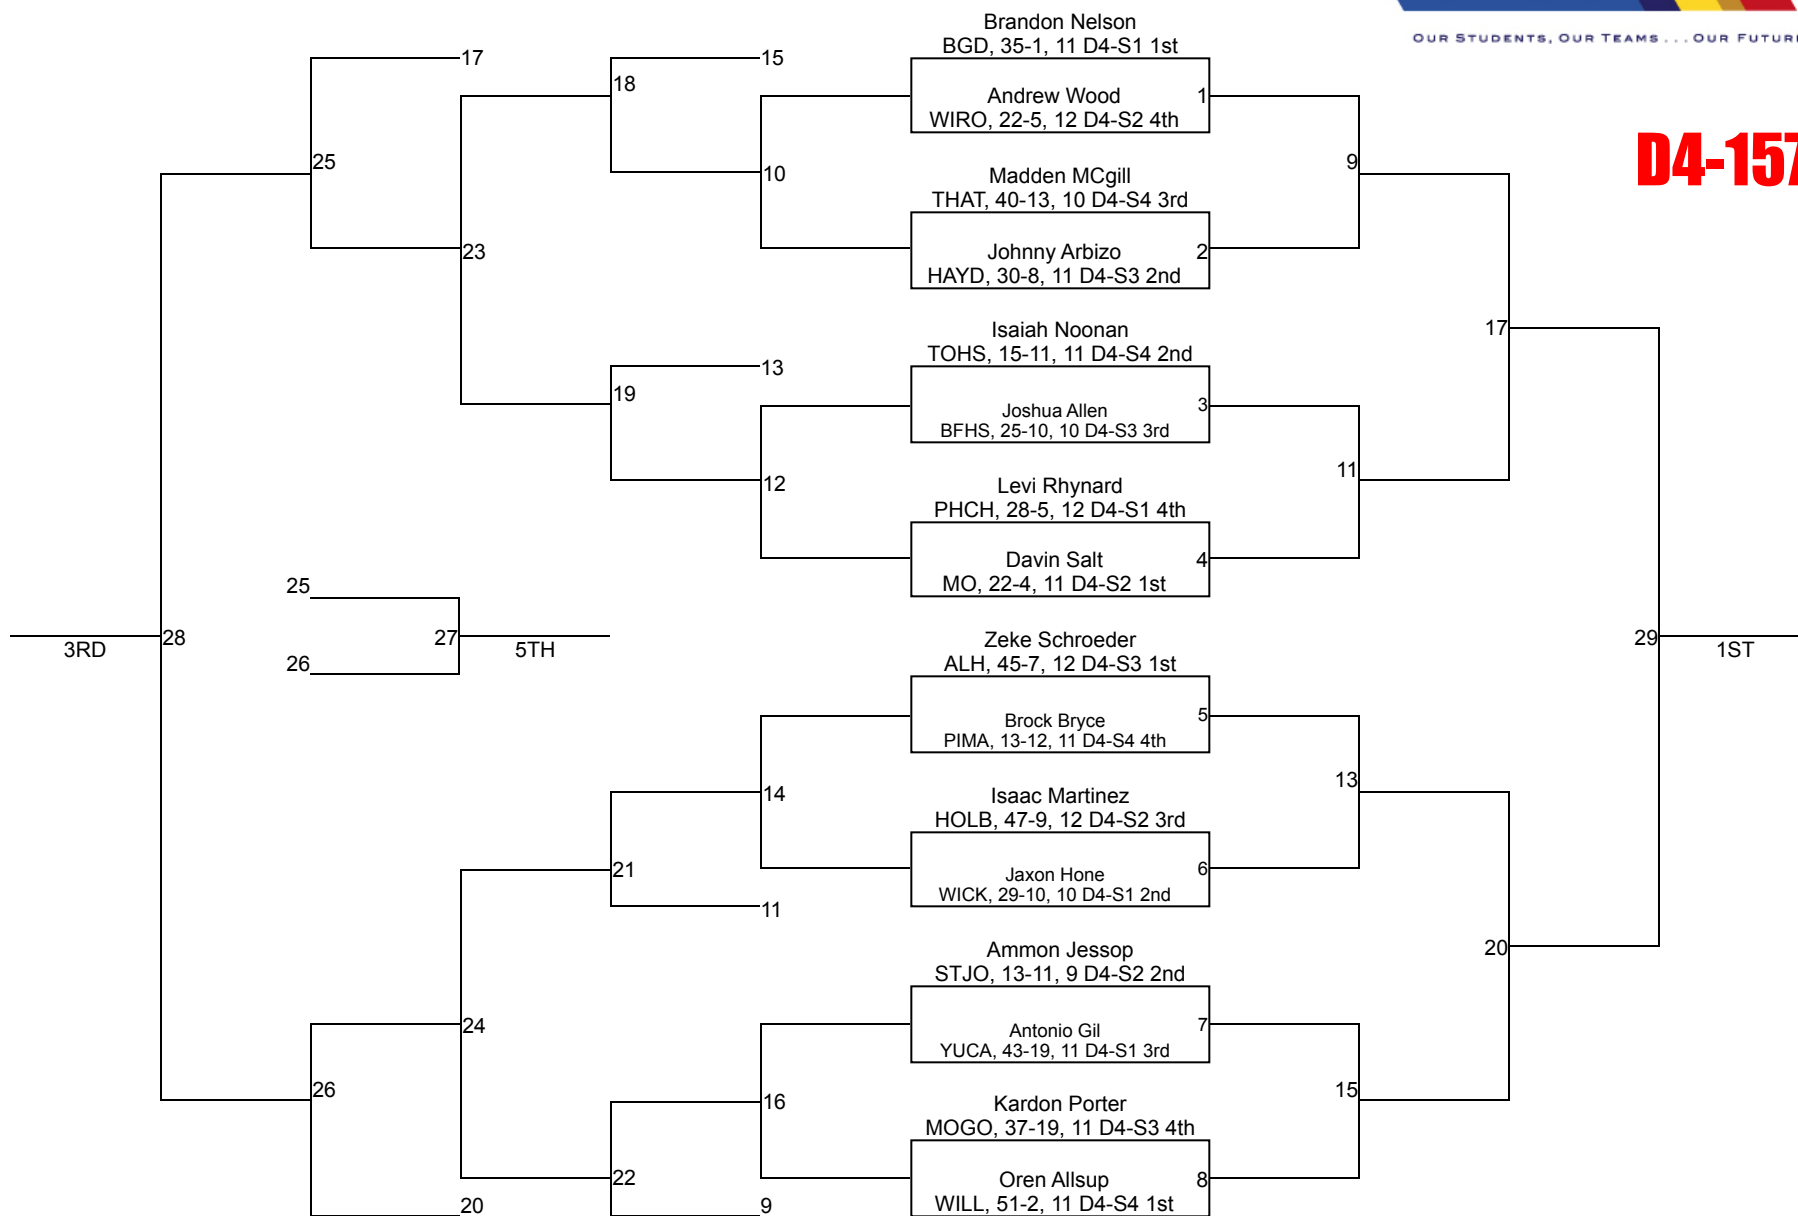 OUR STUDENTS, OUR TEAMS...OUR FUTURE
D4-157
Brandon Nelson
BGD, 35-1, 11 D4-S1 1st
Andrew Wood
WIRO, 22-5, 12 D4-S2 4th
1
Madden MCgill
THAT, 40-13, 10 D4-S4 3rd
Johnny Arbizo
HAYD, 30-8, 11 D4-S3 2nd
2
Isaiah Noonan
TOHS, 15-11, 11 D4-S4 2nd
Joshua Allen
BFHS, 25-10, 10 D4-S3 3rd
3
Levi Rhynard
PHCH, 28-5, 12 D4-S1 4th
Davin Salt
MO, 22-4, 11 D4-S2 1st
4
Zeke Schroeder
ALH, 45-7, 12 D4-S3 1st
Brock Bryce
PIMA, 13-12, 11 D4-S4 4th
5
Isaac Martinez
HOLB, 47-9, 12 D4-S2 3rd
Jaxon Hone
WICK, 29-10, 10 D4-S1 2nd
6
Ammon Jessop
STJO, 13-11, 9 D4-S2 2nd
Antonio Gil
YUCA, 43-19, 11 D4-S1 3rd
7
Kardon Porter
MOGO, 37-19, 11 D4-S3 4th
Oren Allsup
WILL, 51-2, 11 D4-S4 1st
8
9
11
13
15
17
20
29
1ST
15
10
13
12
14
11
16
9
18
19
21
22
17
23
24
20
25
26
25
26
27
5TH
28
3RD